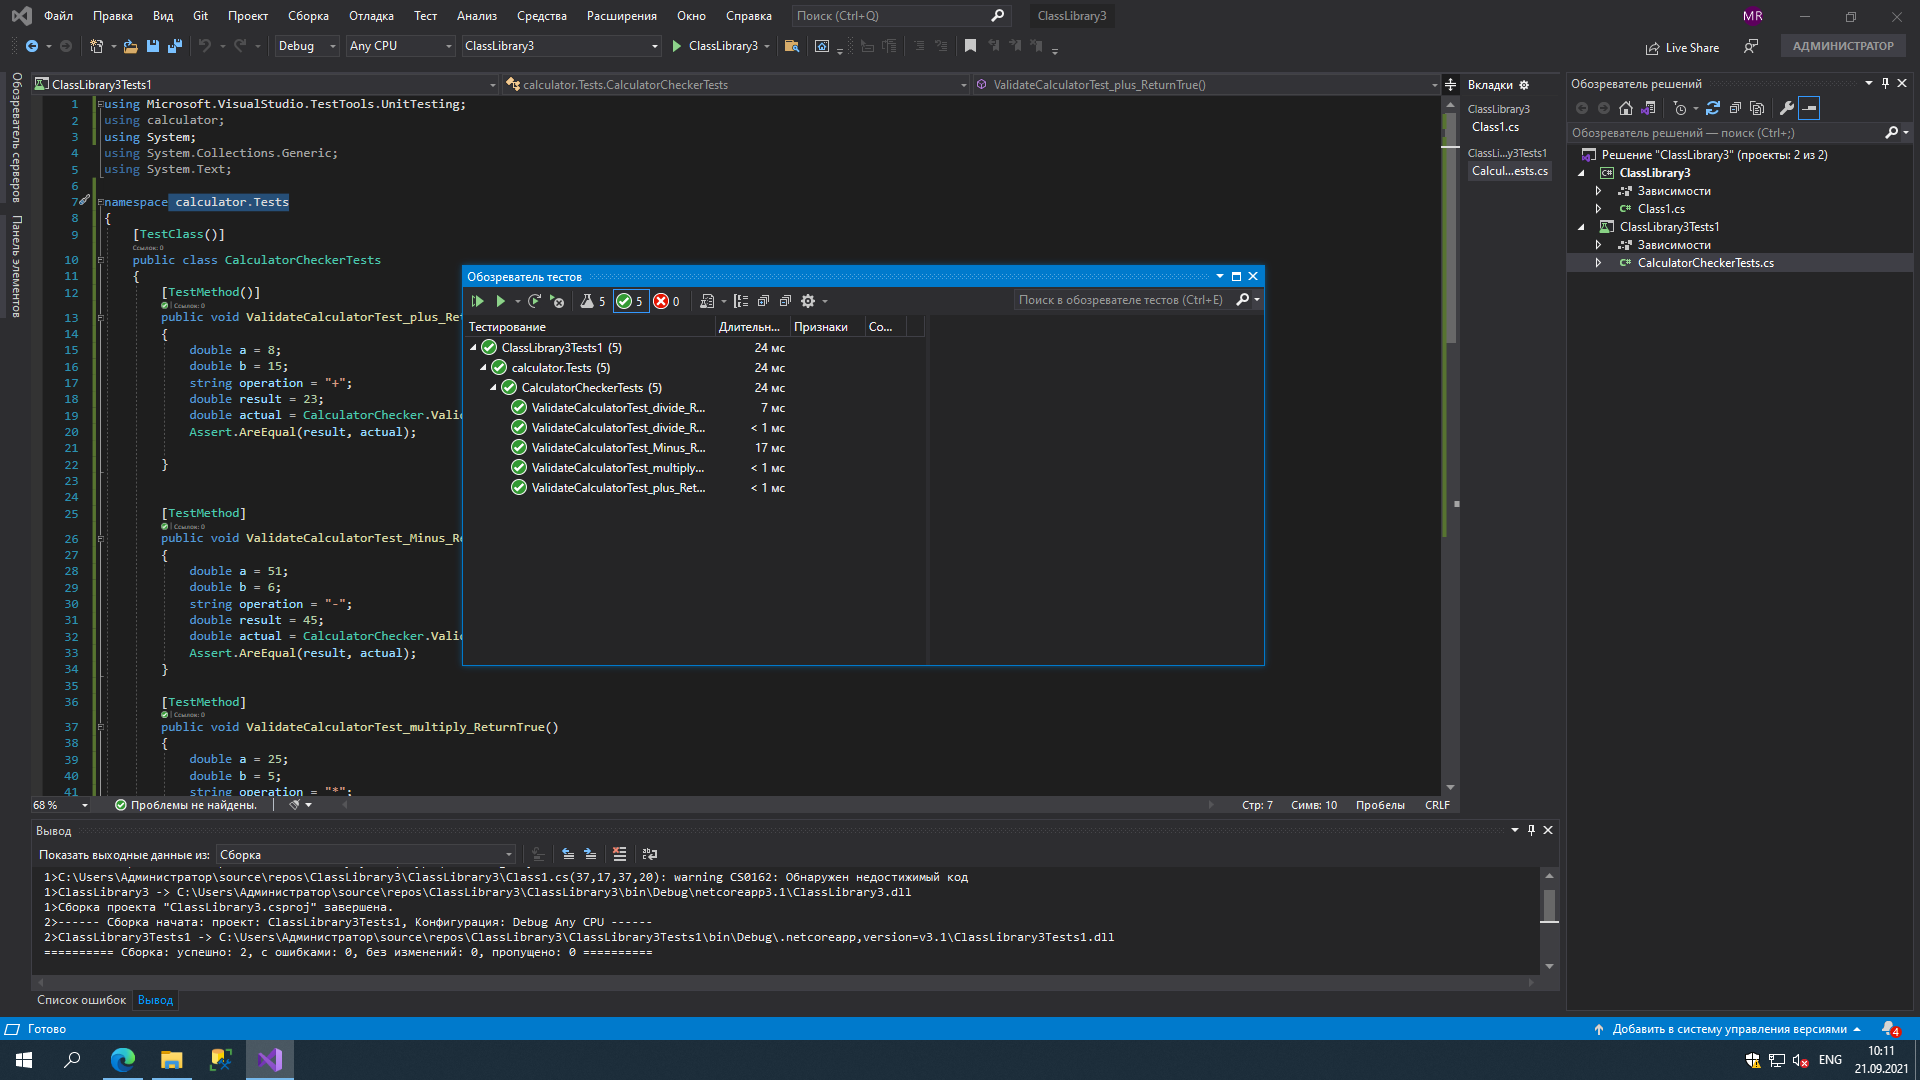 Файл Правка Вид Git Проект Сборка Отладка Тест Анализ Средства Расширения Окно Справка Поиск (Ctrl+Q) ClassLibrary3 MR
Debug Any CPU ClassLibrary3 ClassLibrary3 Live Share АДМИНИСТРАТОР
Обозреватель серверов
Панель элементов
ClassLibrary3Tests1 calculator.Tests.CalculatorCheckerTests ValidateCalculatorTest_plus_ReturnTrue()
1 using Microsoft.VisualStudio.TestTools.UnitTesting;
2 using calculator;
3 using System;
4 using System.Collections.Generic;
5 using System.Text;
6
7 namespace calculator.Tests
8 {
9 [TestClass()]
Ссылок: 0
10 public class CalculatorCheckerTests
11 {
12 [TestMethod()]
Ссылок: 0
13 public void ValidateCalculatorTest_plus_Ret
14 {
15 double a = 8;
16 double b = 15;
17 string operation = "+";
18 double result = 23;
19 double actual = CalculatorChecker.Valid
20 Assert.AreEqual(result, actual);
21
22 }
23
24
25 [TestMethod]
Ссылок: 0
26 public void ValidateCalculatorTest_Minus_Re
27 {
28 double a = 51;
29 double b = 6;
30 string operation = "-";
31 double result = 45;
32 double actual = CalculatorChecker.Valid
33 Assert.AreEqual(result, actual);
34 }
35
36 [TestMethod]
Ссылок: 0
37 public void ValidateCalculatorTest_multiply_ReturnTrue()
38 {
39 double a = 25;
40 double b = 5;
41 string operation = "*";
68 % Проблемы не найдены. Стр: 7 Симв: 10 Пробелы CRLF
Обозреватель тестов
5 5 0 Поиск в обозревателе тестов (Ctrl+E)
Тестирование Длительн... Признаки Со...
ClassLibrary3Tests1 (5) 24 мс
calculator.Tests (5) 24 мс
CalculatorCheckerTests (5) 24 мс
ValidateCalculatorTest_divide_R... 7 мс
ValidateCalculatorTest_divide_R... < 1 мс
ValidateCalculatorTest_Minus_R... 17 мс
ValidateCalculatorTest_multiply... < 1 мс
ValidateCalculatorTest_plus_Ret... < 1 мс
Вкладки
ClassLibrary3
Class1.cs
ClassLi...y3Tests1
Calcul...ests.cs
Обозреватель решений
Обозреватель решений — поиск (Ctrl+;)
Решение "ClassLibrary3" (проекты: 2 из 2)
ClassLibrary3
Зависимости
Class1.cs
ClassLibrary3Tests1
Зависимости
CalculatorCheckerTests.cs
Вывод
Показать выходные данные из: Сборка
1>C:\Users\Администратор\source\repos\ClassLibrary3\ClassLibrary3\Class1.cs(37,17,37,20): warning CS0162: Обнаружен недостижимый код
1>ClassLibrary3 -> C:\Users\Администратор\source\repos\ClassLibrary3\ClassLibrary3\bin\Debug\netcoreapp3.1\ClassLibrary3.dll
1>Сборка проекта "ClassLibrary3.csproj" завершена.
2>------ Сборка начата: проект: ClassLibrary3Tests1, Конфигурация: Debug Any CPU ------
2>ClassLibrary3Tests1 -> C:\Users\Администратор\source\repos\ClassLibrary3\ClassLibrary3Tests1\bin\Debug\.netcoreapp,version=v3.1\ClassLibrary3Tests1.dll
========== Сборка: успешно: 2, с ошибками: 0, без изменений: 0, пропущено: 0 ==========
Список ошибок Вывод
Готово Добавить в систему управления версиями 4
ENG 10:11
21.09.2021